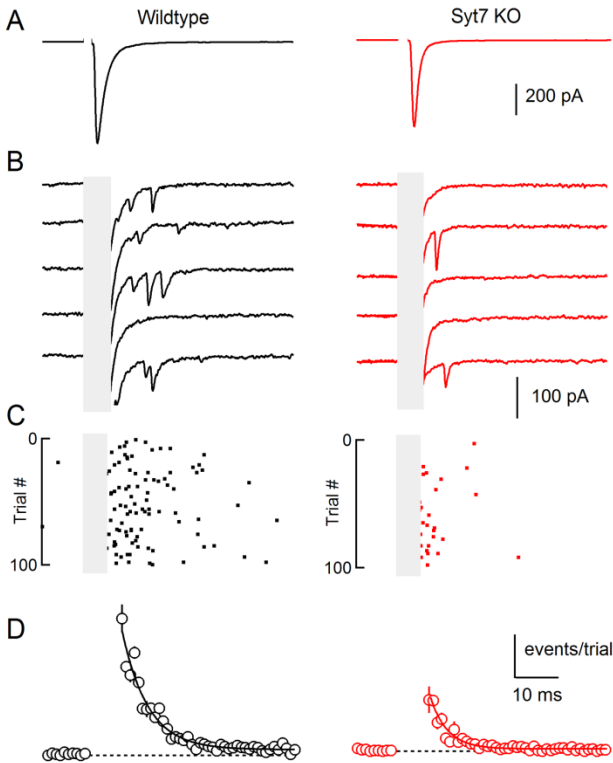 A
Wildtype
Syt7 KO
200 pA
B
100 pA
C
0
Trial #
100
0
Trial #
100
D
events/trial
10 ms